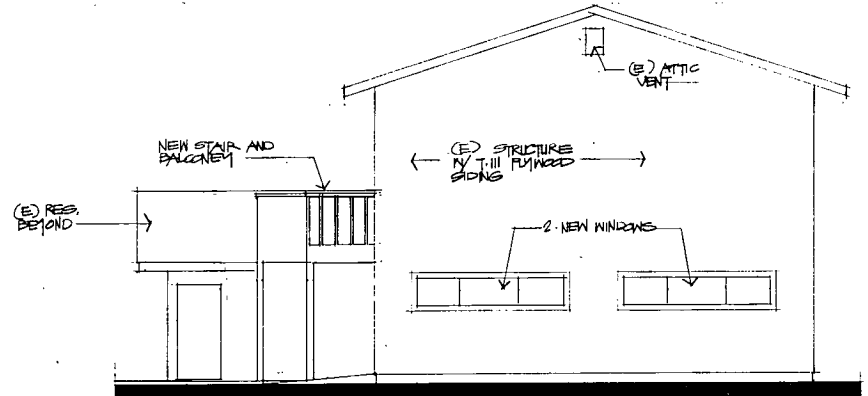 (E) ATTIC
VENT
NEW STAIR AND
BALCONEY
(E) STRUCTURE
W/ T.111 PLYWOOD
SIDING
(E) RES.
BEYOND
2. NEW WINDOWS